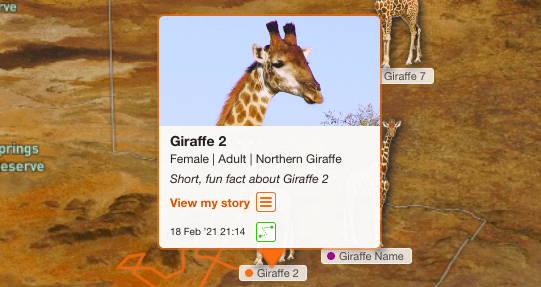 rve
Giraffe 7
Giraffe 2
Female | Adult | Northern Giraffe
Short, fun fact about Giraffe 2
View my story
18 Feb '21 21:14
prings
eserve
Giraffe Name
Giraffe 2